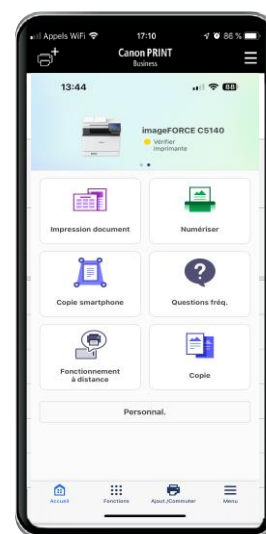 Appels WiFi 17:10 86 %
Canon PRINT
Business
13:44
imageFORCE C5140
Vérifier
imprimante
Impression document
Numériser
Copie smartphone
Questions fréq.
Fonctionnement
à distance
Copie
Personnal.
Accueil Fonctions Ajout./Commuter Menu